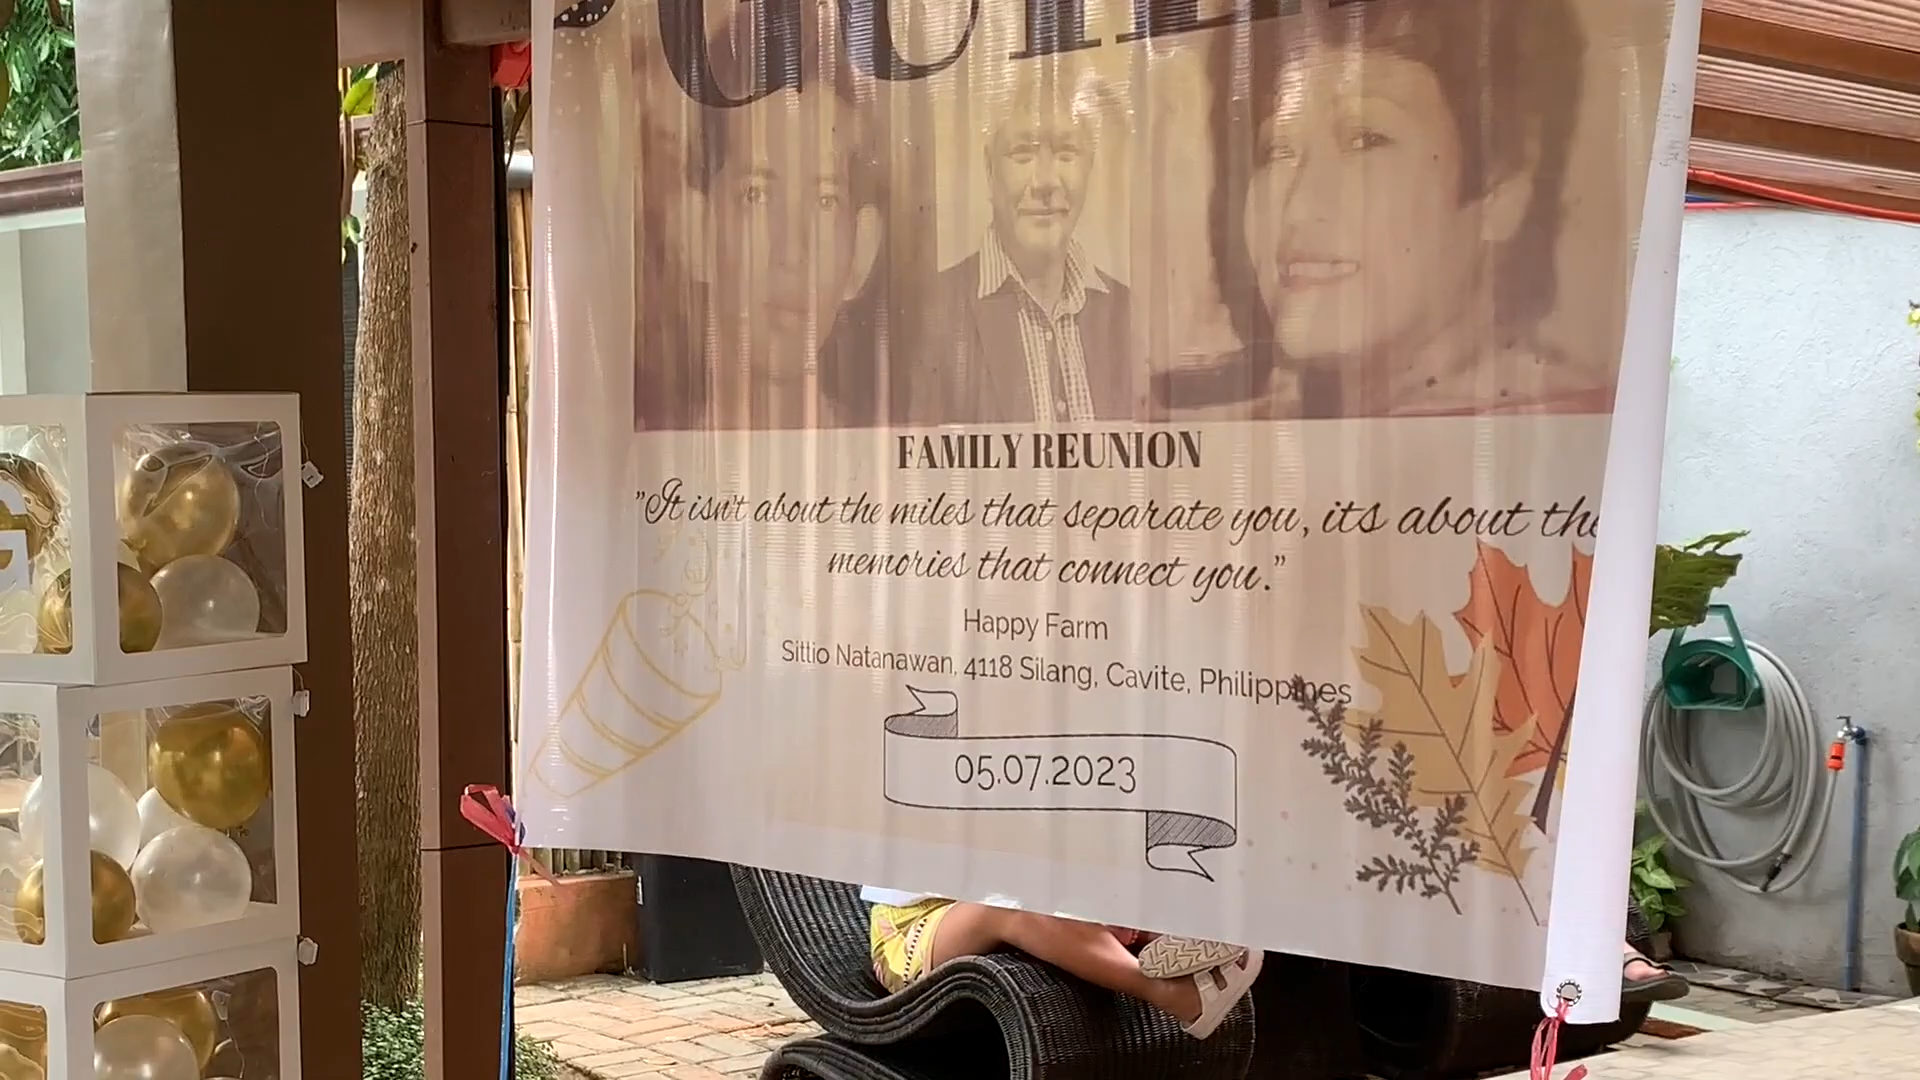 FAMILY REUNION
"It isn't about the miles that separate you, its about the
memories that connect you."
Happy Farm
Sittio Natanawan, 4118 Silang, Cavite, Philippines
05.07.2023